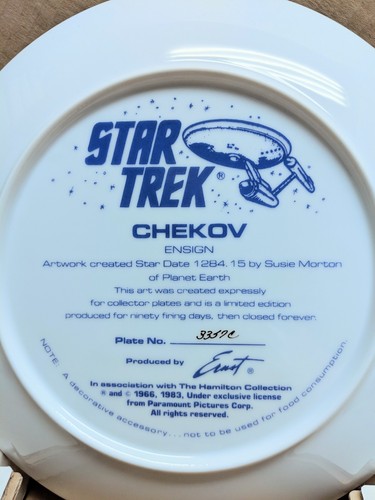 STAR
TREK®
CHEKOV
ENSIGN
Artwork created Star Date 1284.15 by Susie Morton
of Planet Earth
This art was created expressly
for collector plates and is a limited edition
produced for ninety firing days, then closed forever.
Plate No. 3357C
Produced by Ernst®
In association with The Hamilton Collection
® and © 1966, 1983, Under exclusive license
from Paramount Pictures Corp.
All rights reserved.
NOTE: A decorative accessory...not to be used for food consumption.